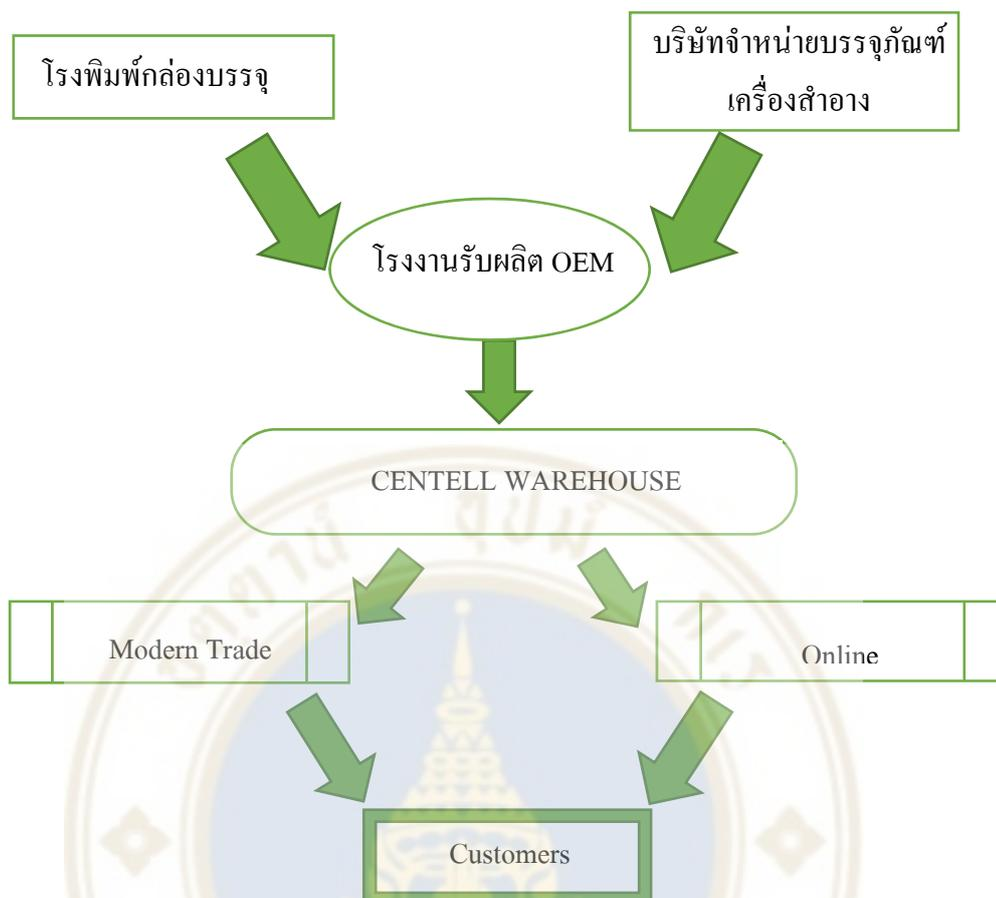 โรงพิมพ์กล่องบรรจุ
บริษัทจำหน่ายบรรจุภัณฑ์
เครื่องสำอาง
โรงงานรับผลิต OEM
CENTELL WAREHOUSE
Modern Trade
Online
Customers